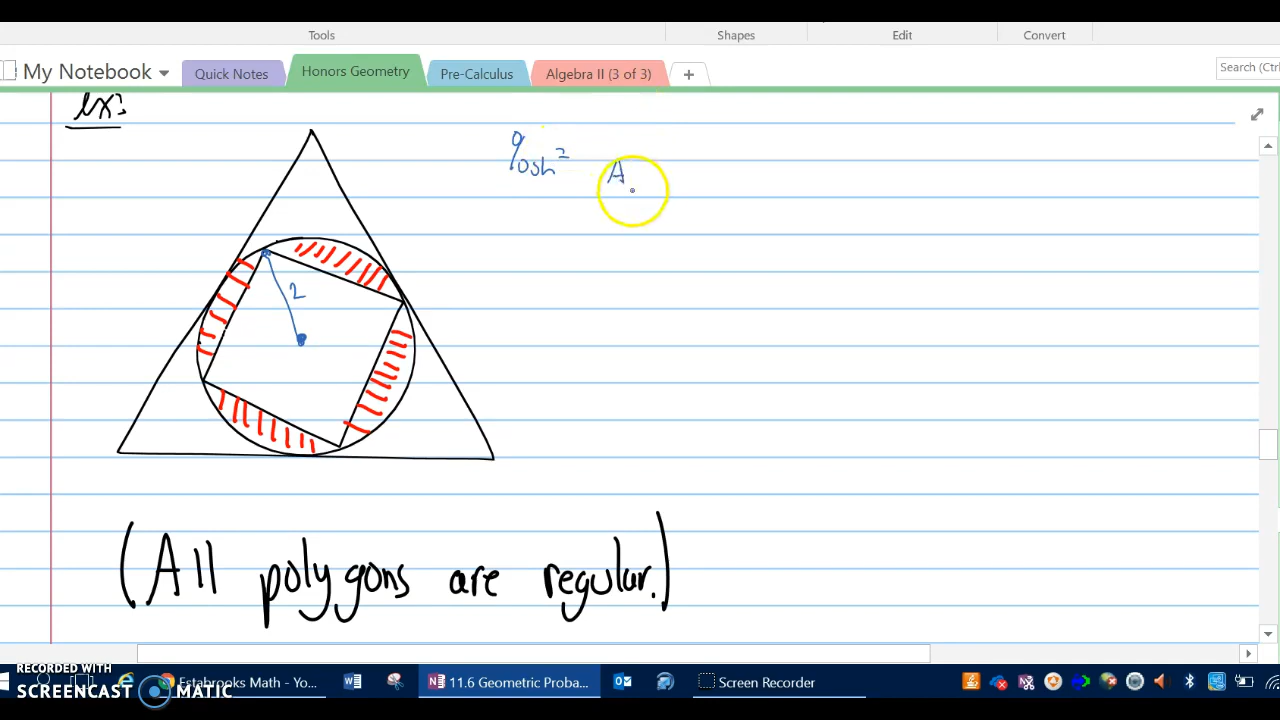 Tools Shapes Edit Convert
My Notebook Quick Notes Honors Geometry Pre-Calculus Algebra II (3 of 3) + Search (Ctrl
ex:
A
2
(All polygons are regular.)
RECORDED WITH
SCREENCAST MATIC
Estabrooks Math - Yo... 11.6 Geometric Proba... Screen Recorder